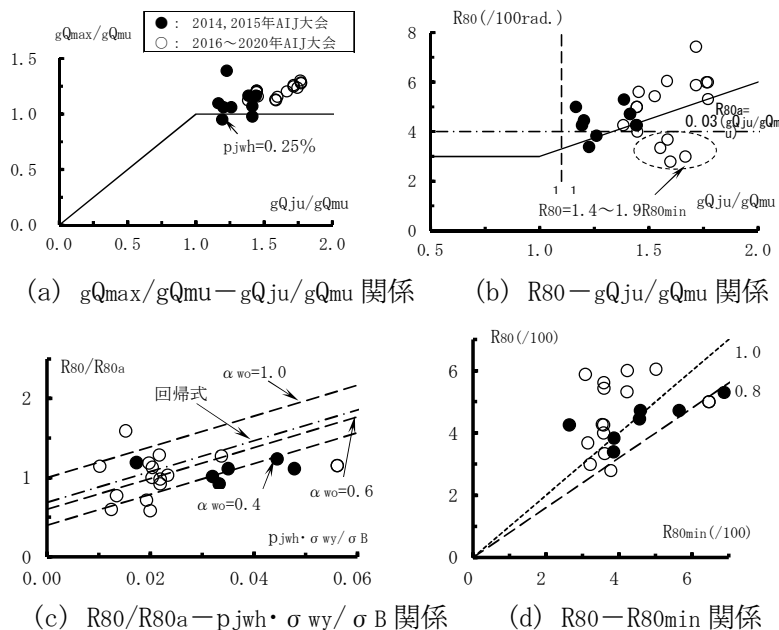 gQmax/gQmu
● : 2014,2015年AIJ大会
○ : 2016～2020年AIJ大会
1.5
1.0
0.5
0.0
pjwh=0.25%
gQju/gQmu
0.0 0.5 1.0 1.5 2.0
(a) gQmax/gQmu－gQju/gQmu 関係
R80(/100rad.)
8
6
4
2
0
R80a=
0.03(gQju/gQm
u)
1 1
R80=1.4～1.9R80min
gQju/gQmu
0.5 1.0 1.5 2.0
(b) R80－gQju/gQmu 関係
R80/R80a
2
1
0
αwo=1.0
回帰式
αwo=0.4
αwo=0.6
pjwh・σwy/σB
0.00 0.02 0.04 0.06
(c) R80/R80a－pjwh・σwy/σB 関係
R80(/100)
6
4
2
0
1.0
0.8
R80min(/100)
2 4 6
(d) R80－R80min 関係